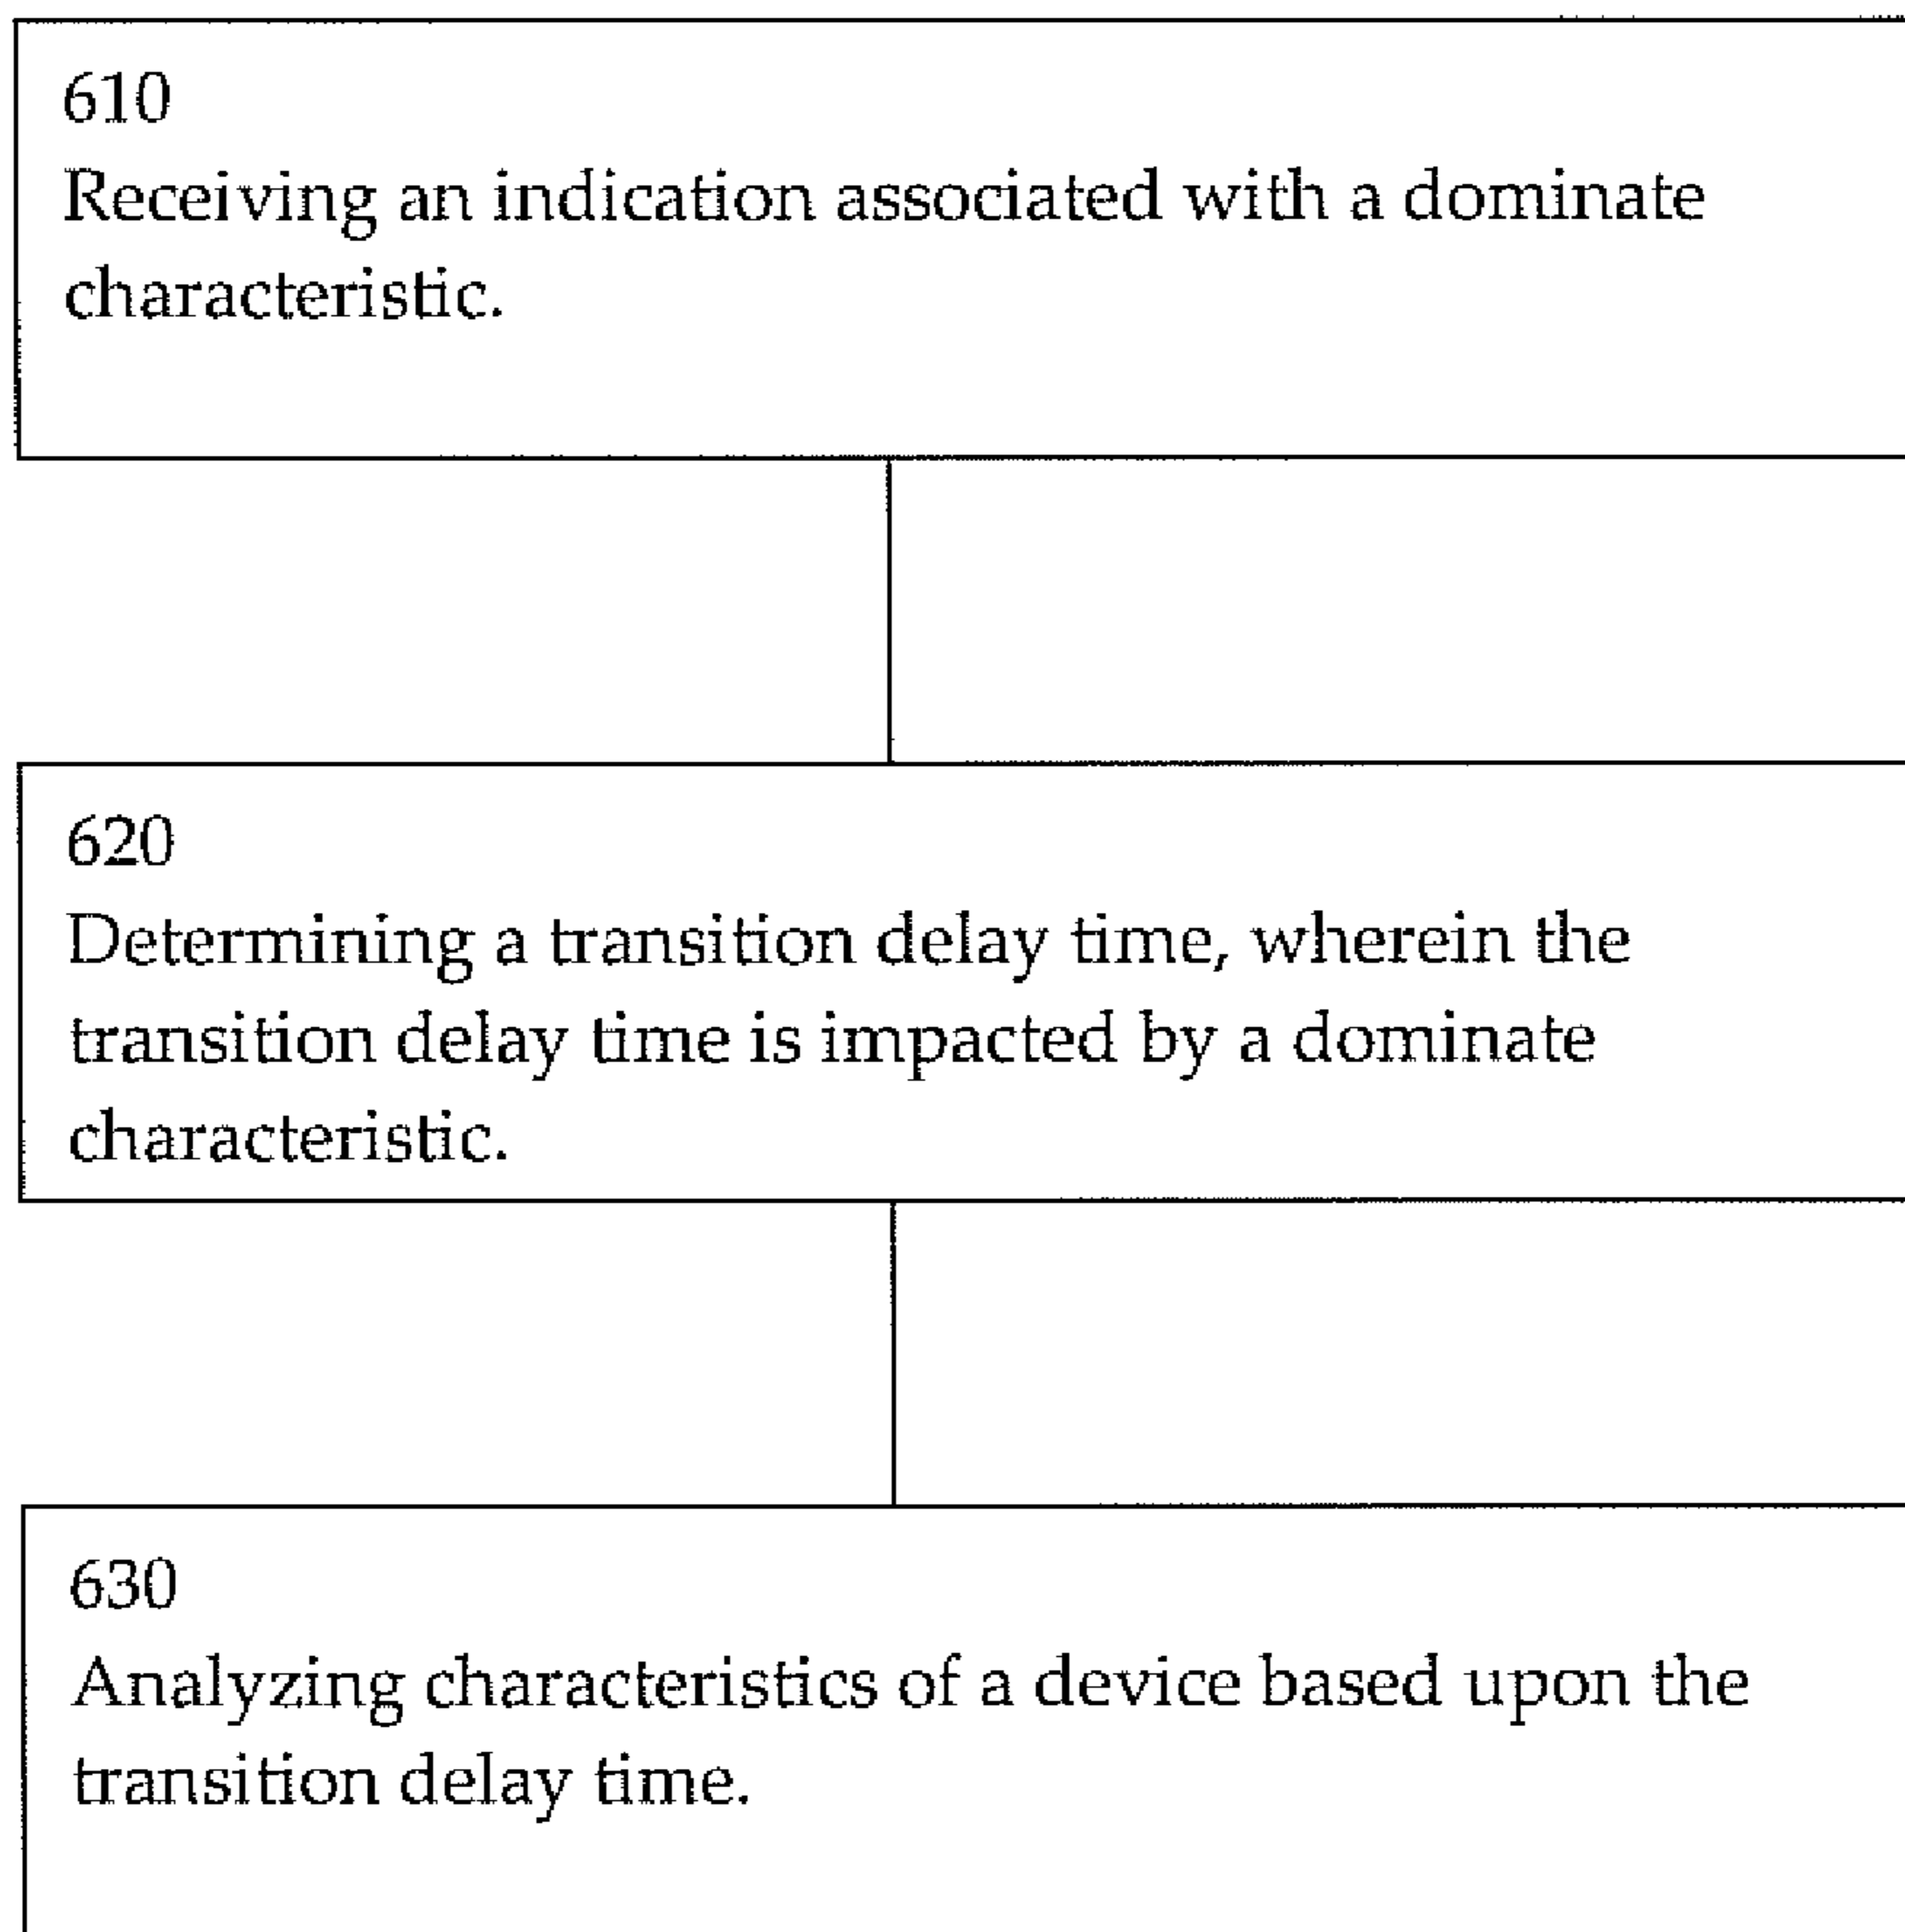 610
Receiving an indication associated with a dominate
characteristic.
620
Determining a transition delay time, wherein the
transition delay time is impacted by a dominate
characteristic.
630
Analyzing characteristics of a device based upon the
transition delay time.